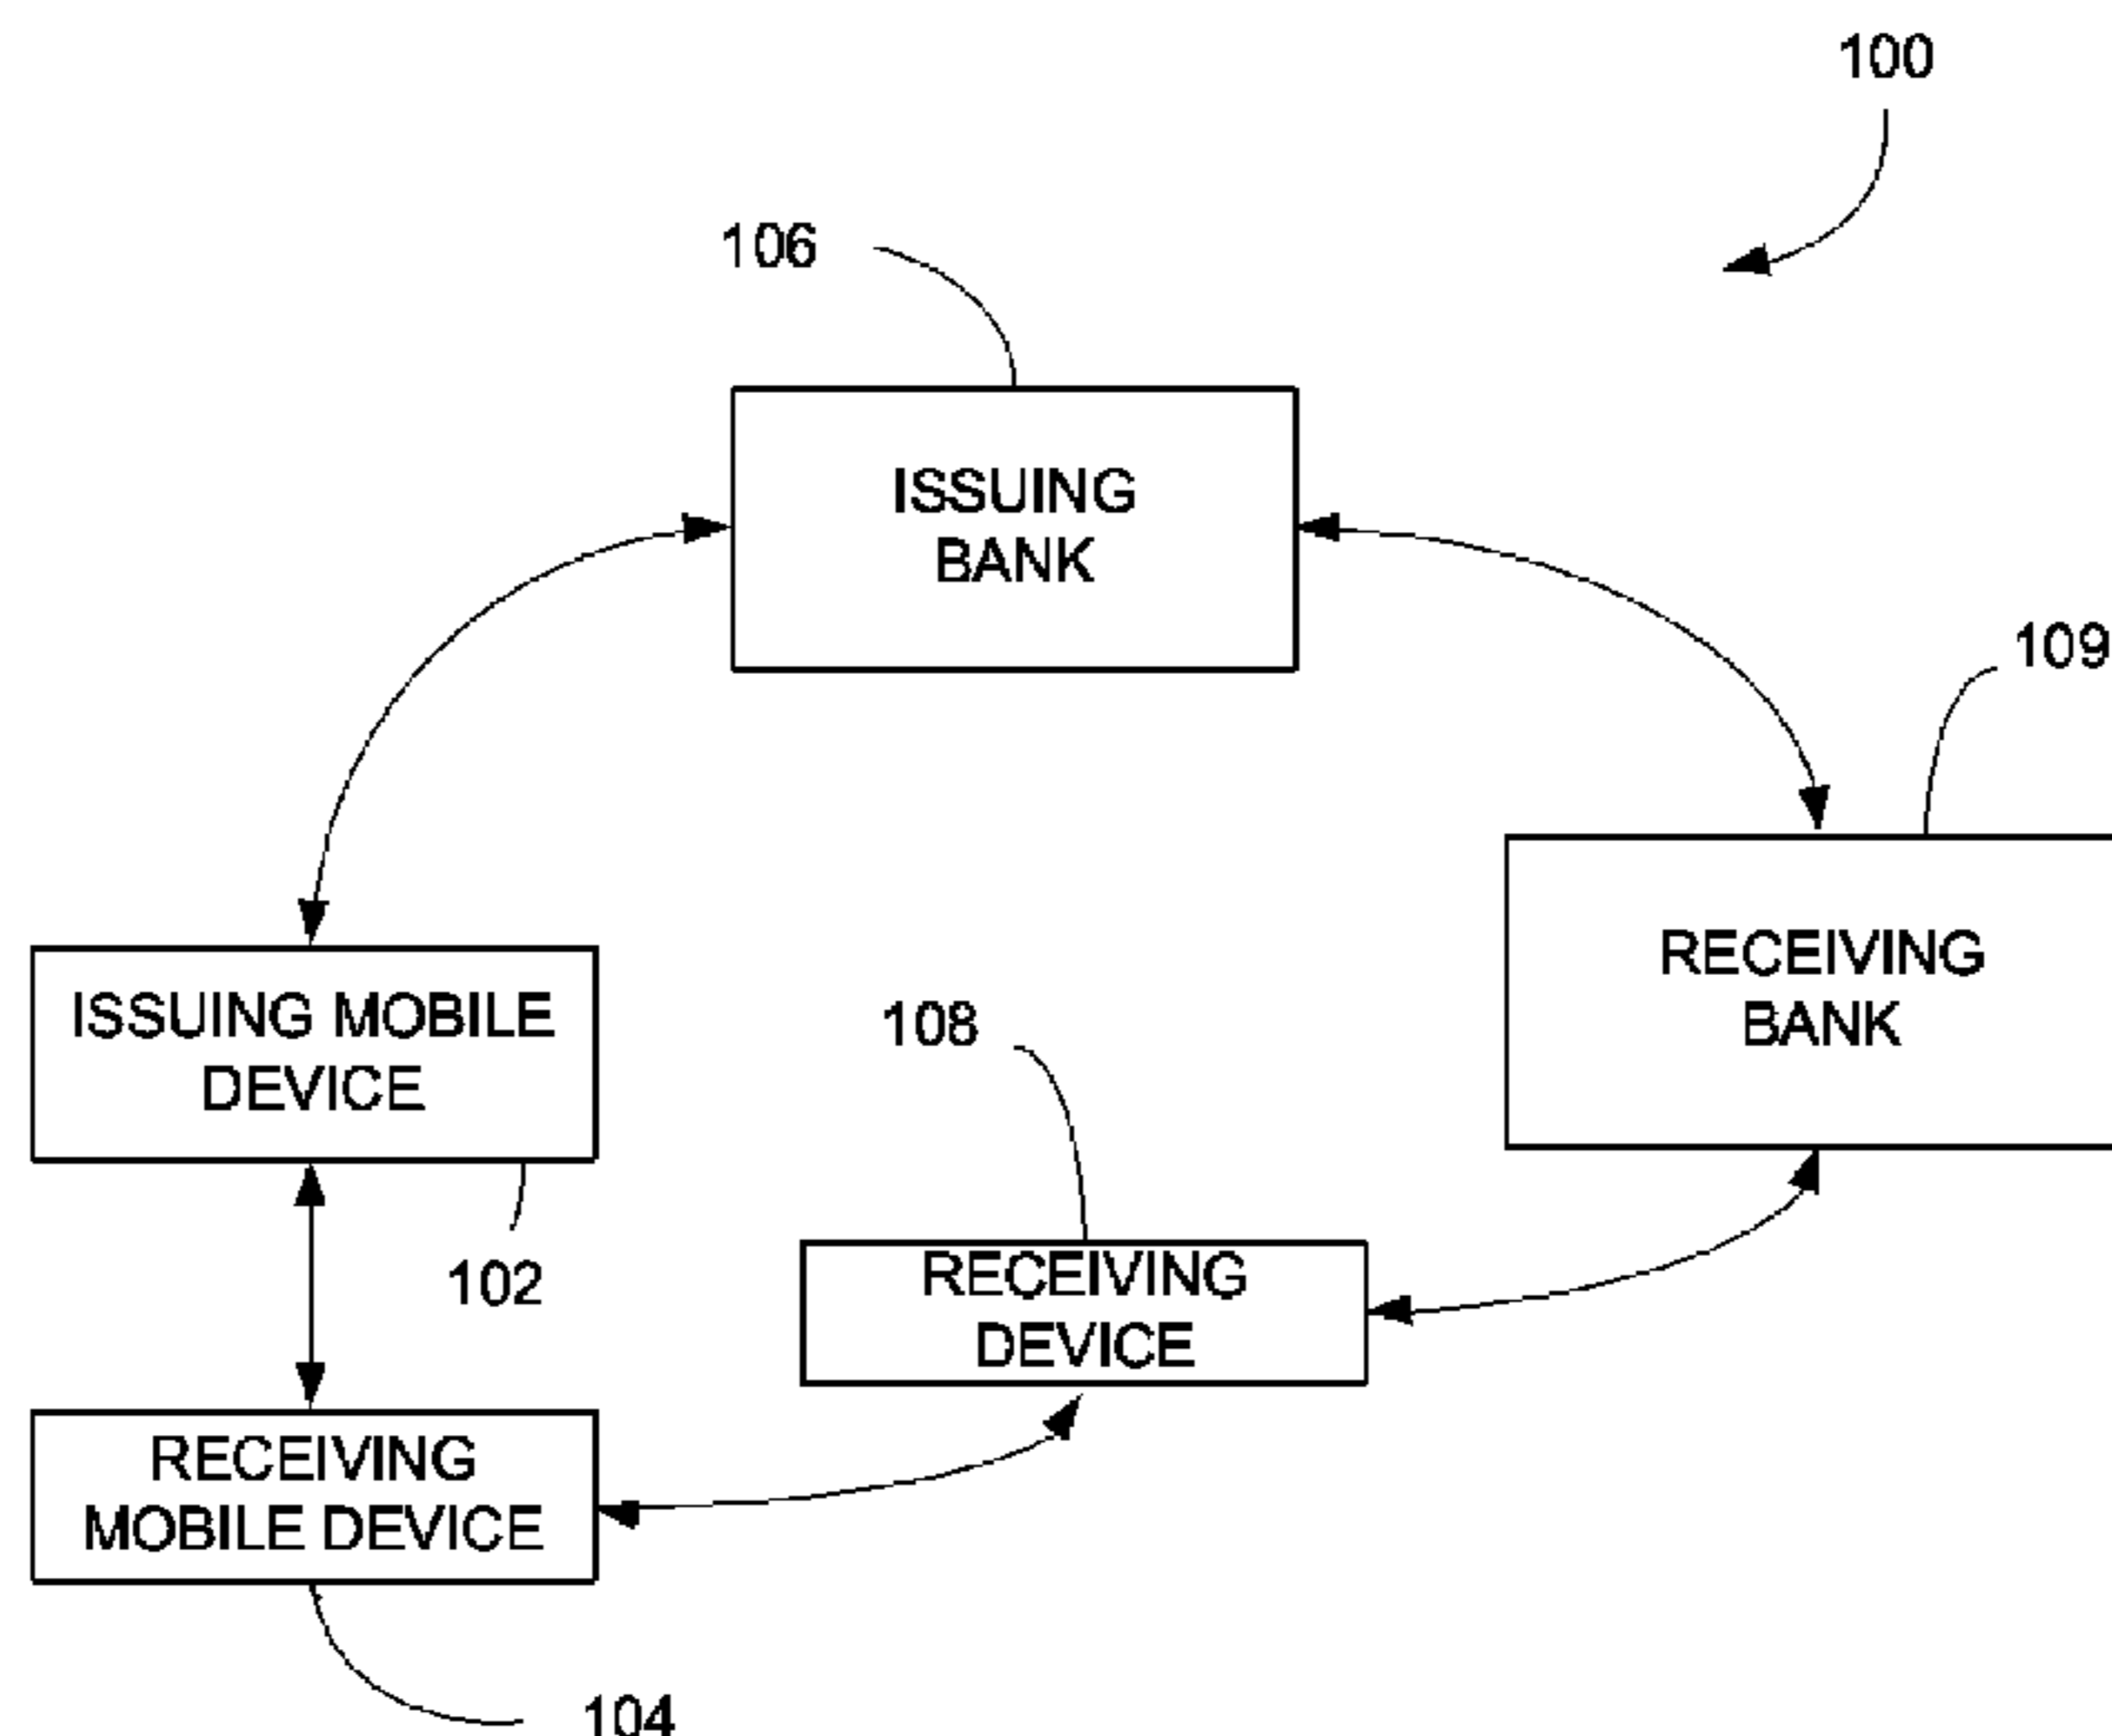 100
106
ISSUING
BANK
109
ISSUING MOBILE
DEVICE
RECEIVING
BANK
108
102
RECEIVING
DEVICE
RECEIVING
MOBILE DEVICE
104